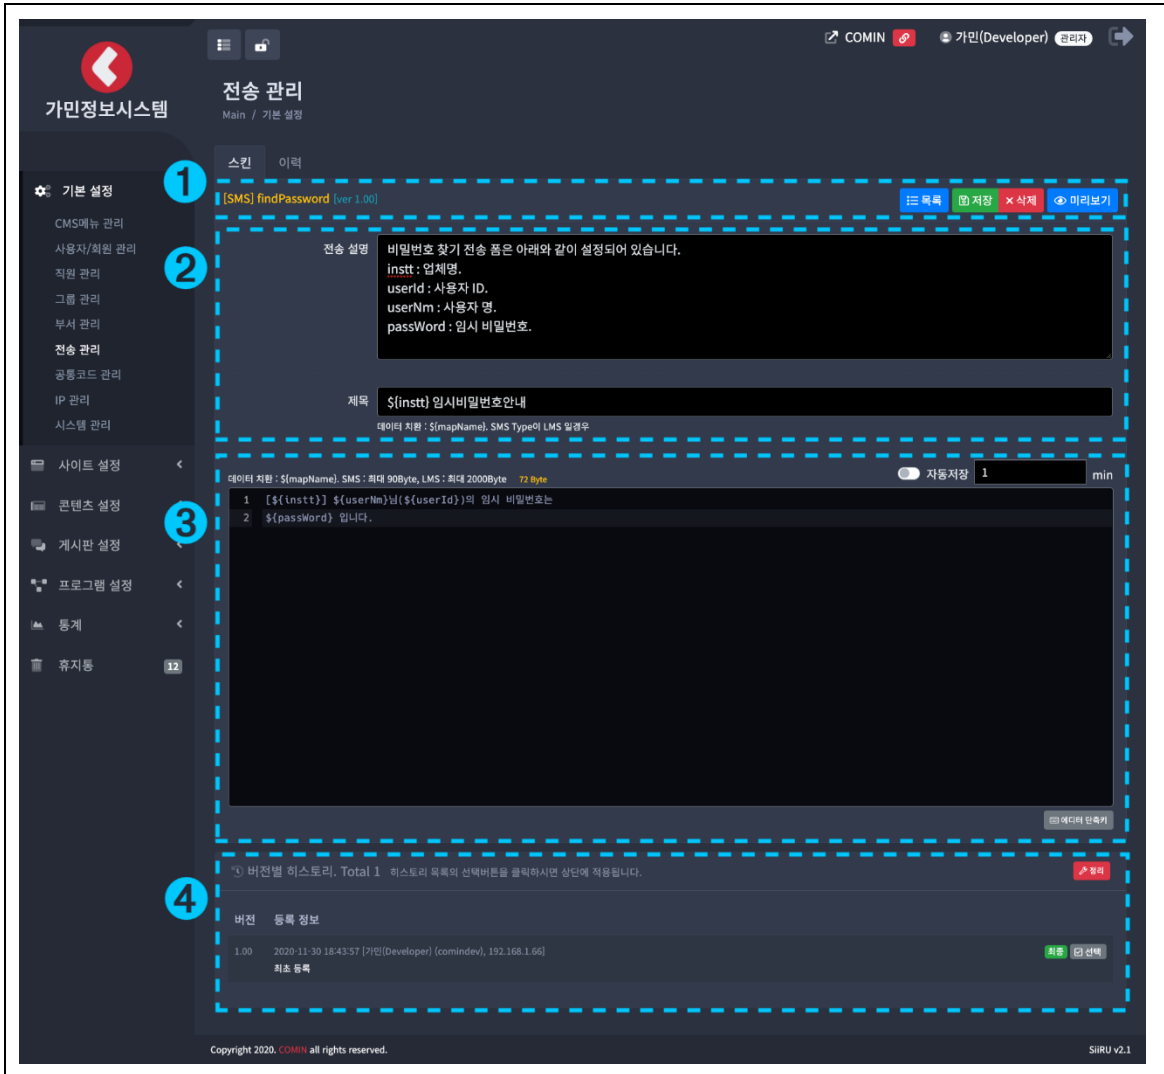 COMIN
가민(Developer) 관리자
가민정보시스템
전송 관리
Main / 기본 설정
스킨 이력
1
[SMS] findPassword [ver 1.00]
목록 저장 삭제 미리보기
기본 설정
CMS메뉴 관리
사용자/회원 관리
직원 관리
그룹 관리
부서 관리
전송 관리
공통코드 관리
IP 관리
시스템 관리
사이트 설정
콘텐츠 설정
게시판 설정
프로그램 설정
통계
휴지통 12
2
전송 설명
비밀번호 찾기 전송 폼은 아래와 같이 설정되어 있습니다.
instt : 업체명.
userId : 사용자 ID.
userNm : 사용자 명.
passWord : 임시 비밀번호.
제목 ${instt} 임시비밀번호안내
데이터 치환 : ${mapName}. SMS Type이 LMS 일경우
3
데이터 치환 : ${mapName}. SMS : 최대 90Byte, LMS : 최대 2000Byte 72 Byte
자동저장 1 min
1 [${instt}] ${userNm}님(${userId})의 임시 비밀번호는
2 ${passWord} 입니다.
에디터 단축키
4
버전별 히스토리. Total 1 히스토리 목록의 선택버튼을 클릭하시면 상단에 적용됩니다.
정리
버전 등록 정보
1.00 2020-11-30 18:43:57 [가민(Developer) (comindev), 192.168.1.66]
최초 등록
최종 선택
Copyright 2020. COMIN all rights reserved.
SiiRU v2.1